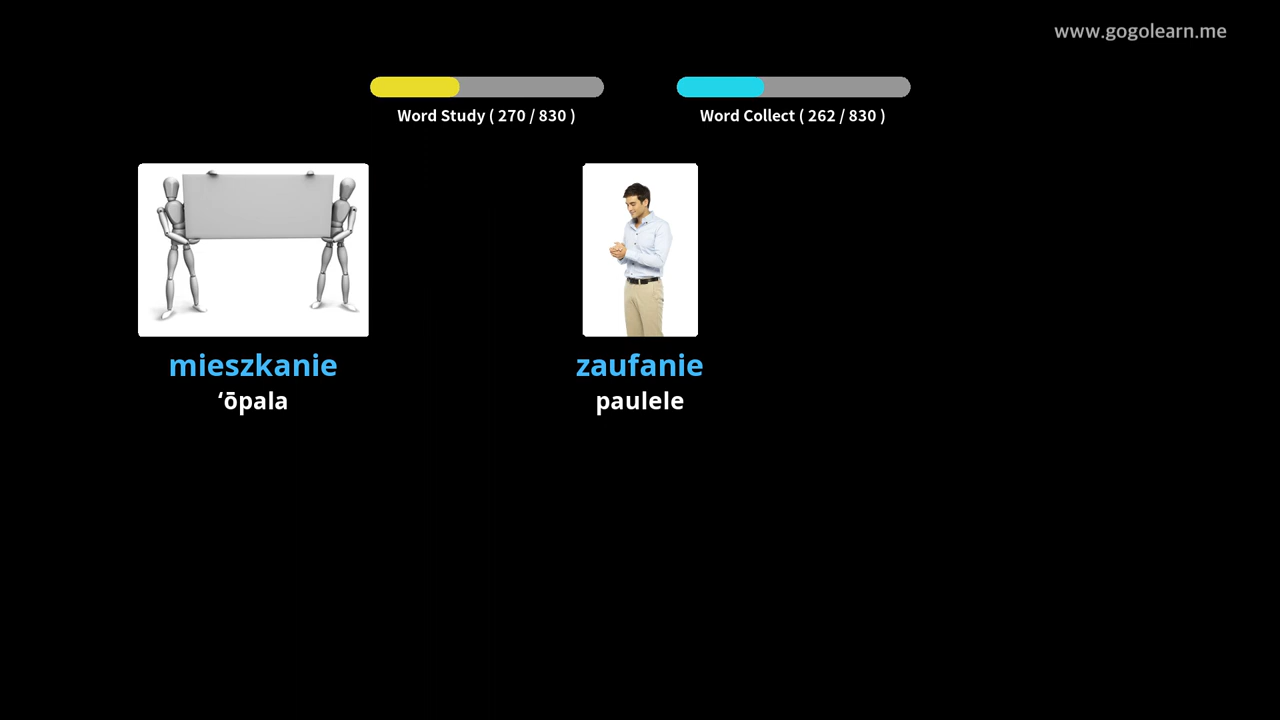 www.gogolearn.me
Word Study ( 270 / 830 )
Word Collect ( 262 / 830 )
mieszkanie
ʻōpala
zaufanie
paulele